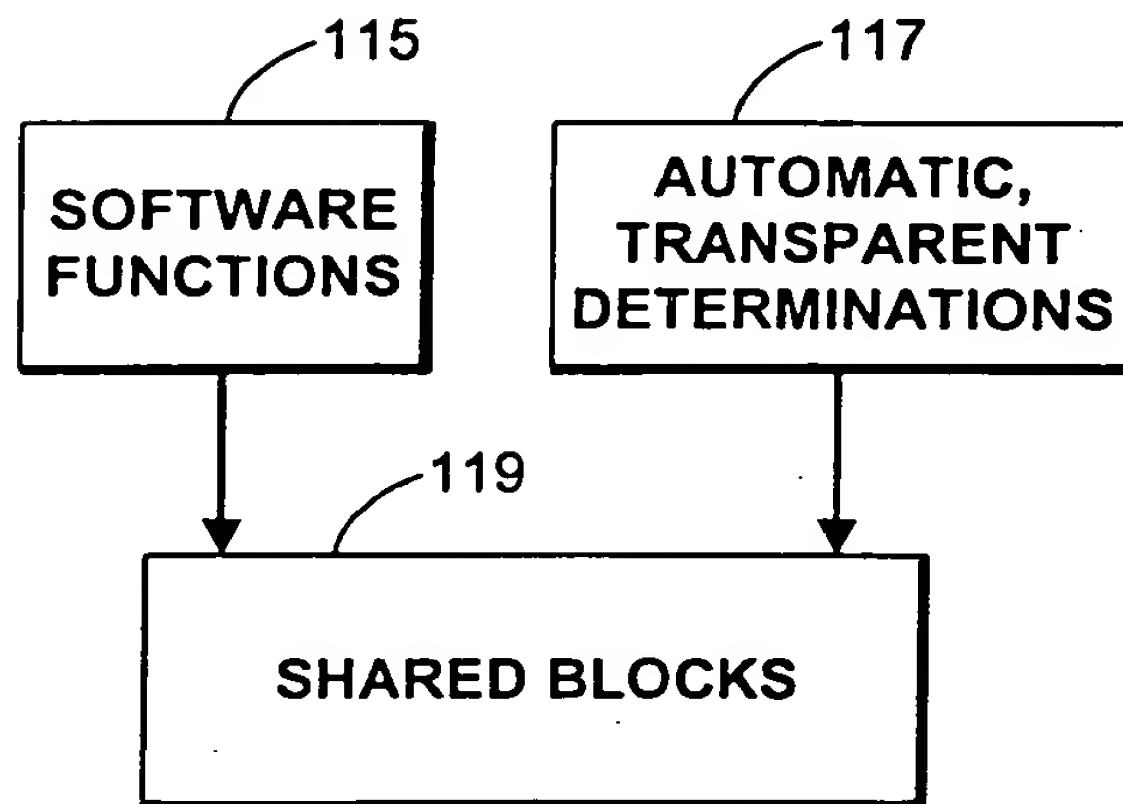 115
117
SOFTWARE
FUNCTIONS
AUTOMATIC,
TRANSPARENT
DETERMINATIONS
119
SHARED BLOCKS